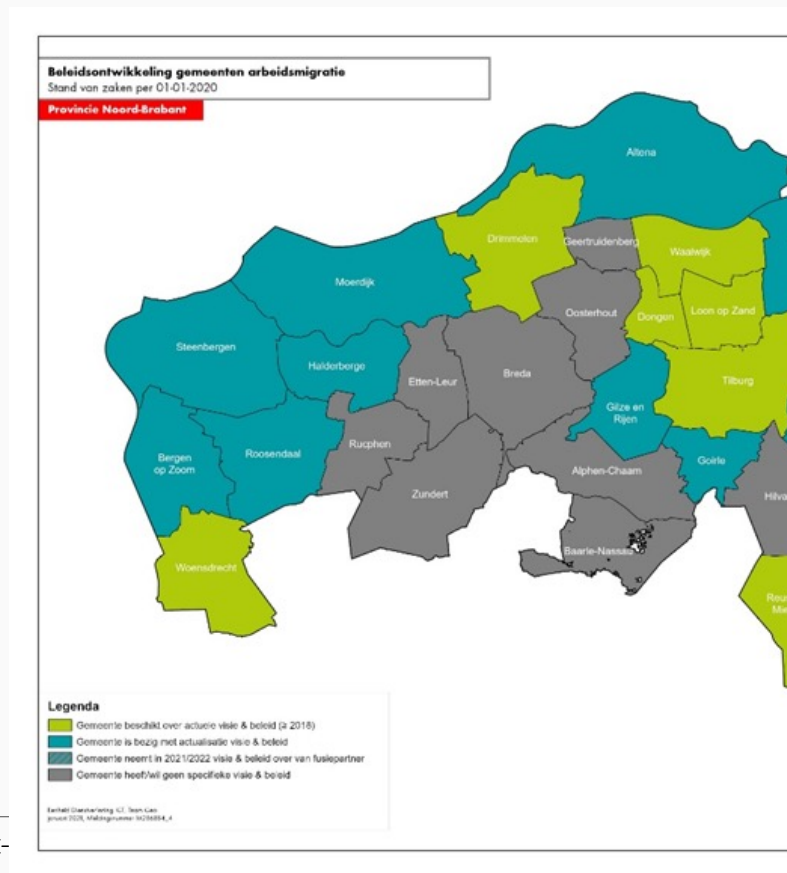 Beleidsontwikkeling gemeenten arbeidsmigratie
Stand van zaken per 01-01-2020
Provincie Noord-Brabant
Altena
Drimmelen
Geertruidenberg
Waalwijk
Moerdijk
Oosterhout
Dongen
Loon op Zand
Steenbergen
Halderberge
Etten-Leur
Breda
Tilburg
Gilze en
Rijen
Rucphen
Bergen
op Zoom
Roosendaal
Goirle
Alphen-Chaam
Zundert
Hilva
Baarle-Nassau
Woensdrecht
Reu
Mie
Legenda
Gemeente beschikt over actuele visie & beleid (≥ 2018)
Gemeente is bezig met actualisatie visie & beleid
Gemeente neemt in 2021/2022 visie & beleid over van fusiepartner
Gemeente heeft/wil geen specifieke visie & beleid